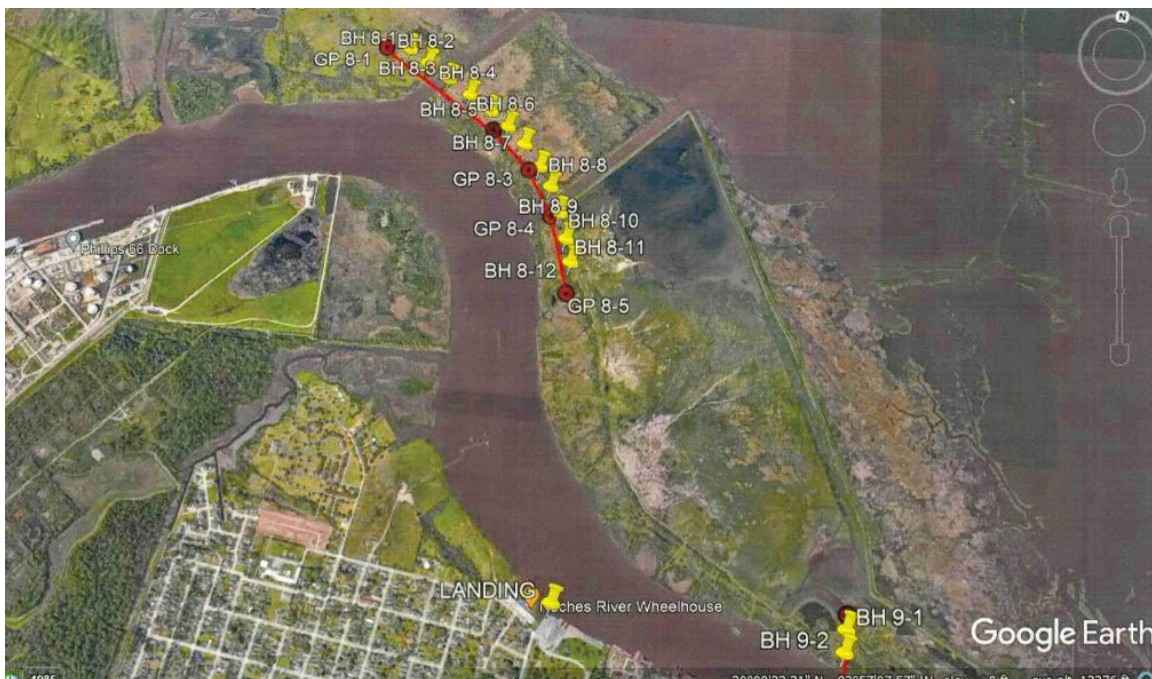 N
BH 8-1
BH 8-2
GP 8-1
BH 8-3
BH 8-4
BH 8-5
BH 8-6
BH 8-7
BH 8-8
GP 8-3
BH 8-9
BH 8-10
GP 8-4
BH 8-11
BH 8-12
GP 8-5
Phillips 66 Dock
LANDING
Neches River Wheelhouse
BH 9-1
BH 9-2
Google Earth
1985